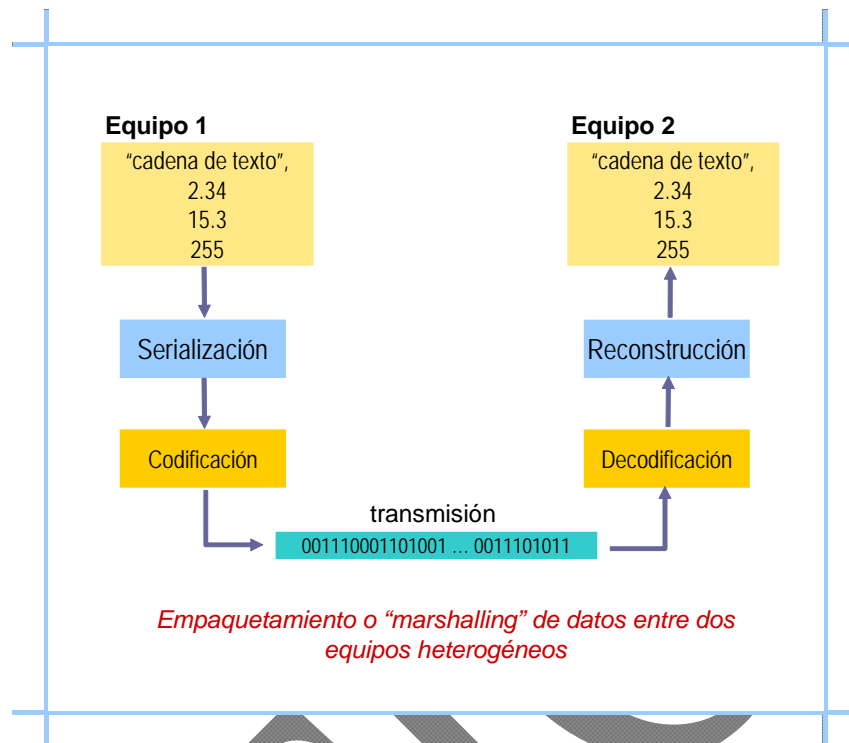 Equipo 1
“cadena de texto”,
2.34
15.3
255
Serialización
Codificación
transmisión
001110001101001 ... 0011101011
Equipo 2
“cadena de texto”,
2.34
15.3
255
Reconstrucción
Decodificación
Empaquetamiento o “marshalling” de datos entre dos
equipos heterogéneos